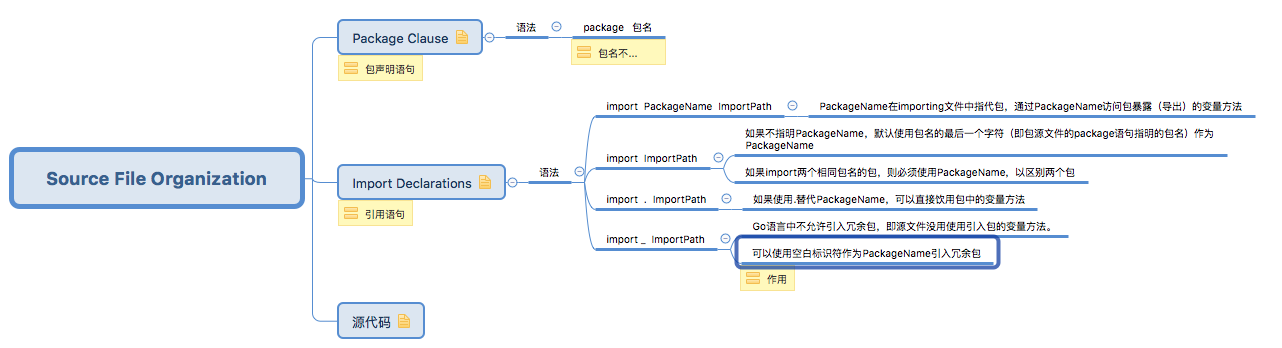 Source File Organization
Package Clause
包声明语句
语法
package 包名
包名不...
Import Declarations
引用语句
语法
import PackageName ImportPath
PackageName在importing文件中指代包，通过PackageName访问包暴露（导出）的变量方法
import ImportPath
如果不指明PackageName，默认使用包名的最后一个字符（即包源文件的package语句指明的包名）作为
PackageName
如果import两个相同包名的包，则必须使用PackageName，以区别两个包
import . ImportPath
如果使用.替代PackageName，可以直接饮用包中的变量方法
import _ ImportPath
Go语言中不允许引入冗余包，即源文件没用使用引入包的变量方法。
可以使用空白标识符作为PackageName引入冗余包
作用
源代码